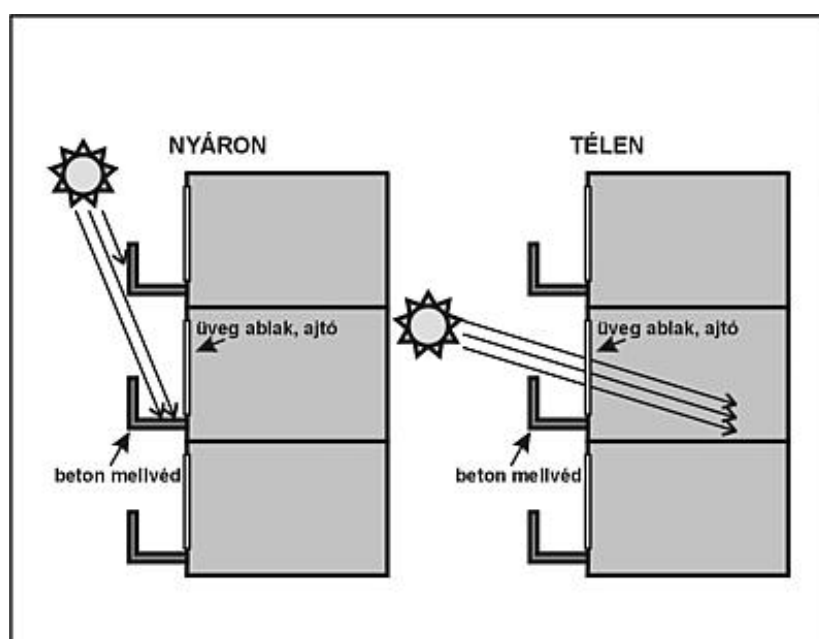 NYÁRON
TÉLEN
üveg ablak, ajtó
üveg ablak, ajtó
beton mellvéd
beton mellvéd